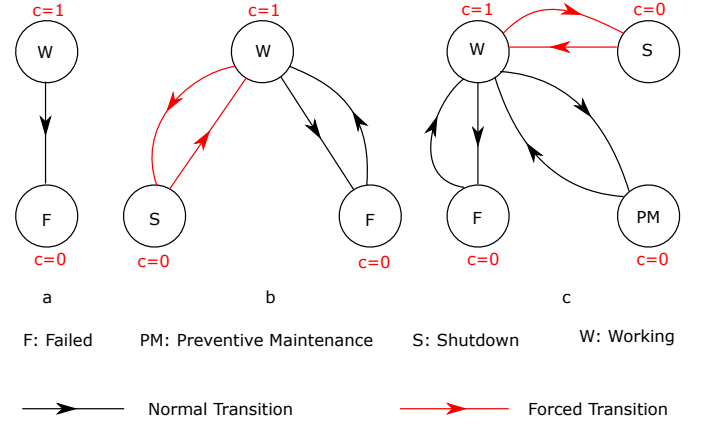 c=1 c=1 c=1 c=0
W W W S
F S F F PM
c=0 c=0 c=0 c=0 c=0
a b c
F: Failed PM: Preventive Maintenance S: Shutdown W: Working
Normal Transition Forced Transition